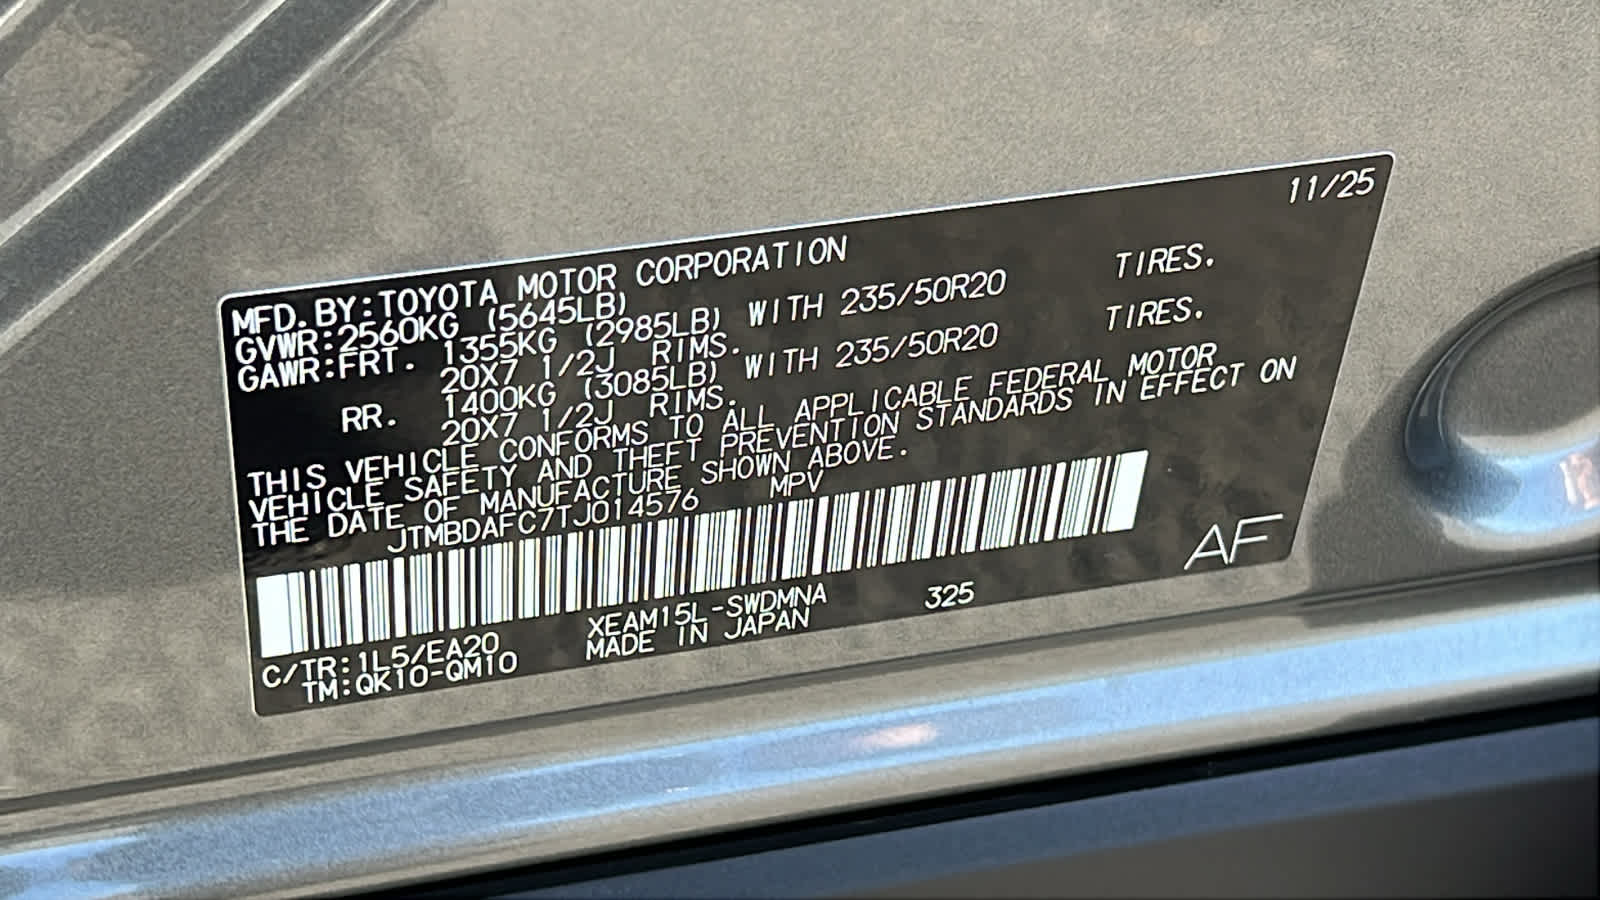 11/25
MFD. BY:TOYOTA MOTOR CORPORATION
GVWR:2560KG (5645LB)
GAWR:FRT. 1355KG (2985LB) WITH 235/50R20 TIRES.
20X7 1/2J RIMS.
RR. 1400KG (3085LB) WITH 235/50R20 TIRES.
20X7 1/2J RIMS.
THIS VEHICLE CONFORMS TO ALL APPLICABLE FEDERAL MOTOR
VEHICLE SAFETY AND THEFT PREVENTION STANDARDS IN EFFECT ON
THE DATE OF MANUFACTURE SHOWN ABOVE.
JTMBDAFC7TJ014576 MPV
C/TR:1L5/EA20 XEAM15L-SWDMNA 325 AF
TM:QK10-QM10 MADE IN JAPAN